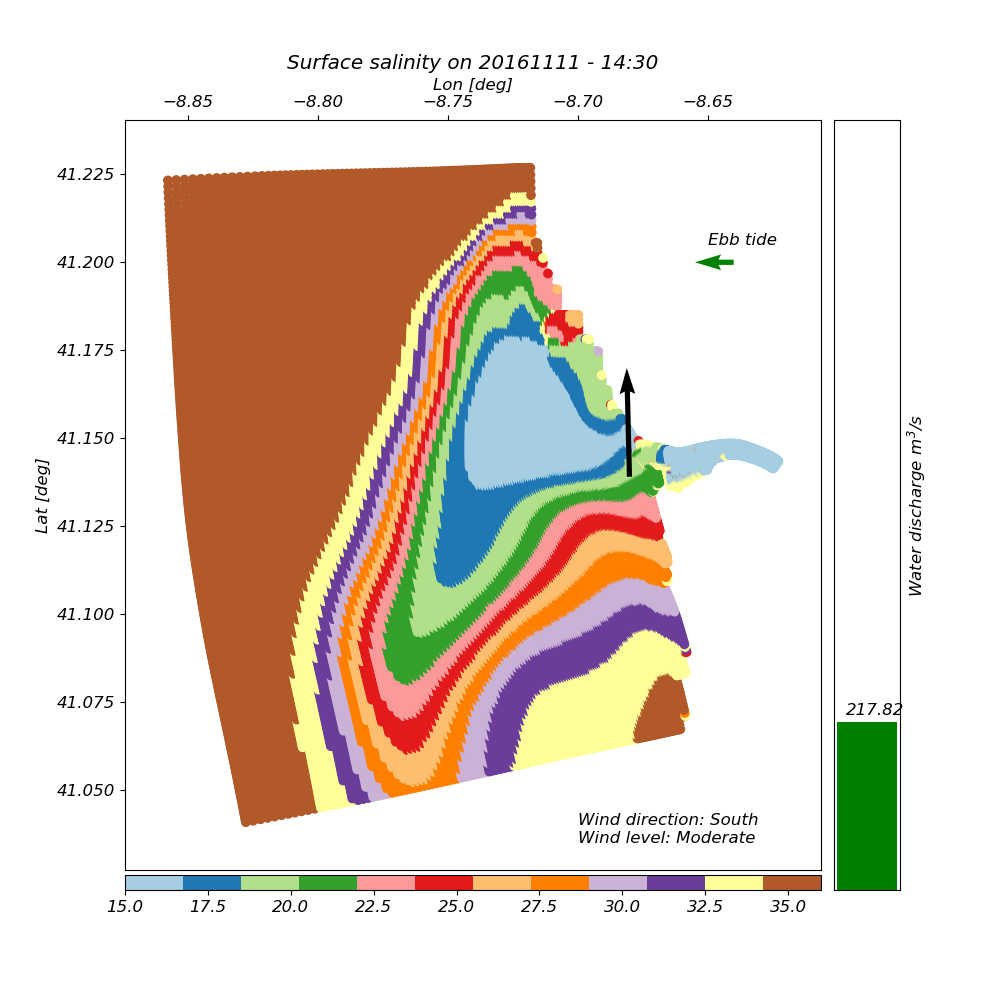 Surface salinity on 20161111 - 14:30
Lon [deg]
−8.85 −8.80 −8.75 −8.70 −8.65
41.225
41.200
41.175
41.150
41.125
41.100
41.075
41.050
Lat [deg]
Ebb tide
Wind direction: South
Wind level: Moderate
15.0 17.5 20.0 22.5 25.0 27.5 30.0 32.5 35.0
217.82
Water discharge m³/s